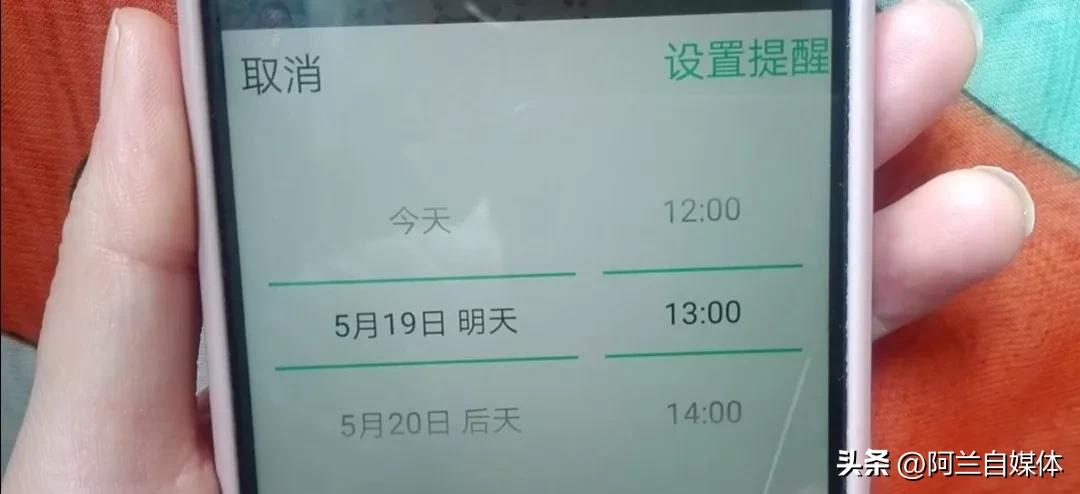 取消 设置提醒
今天 12:00
5月19日 明天 13:00
5月20日 后天 14:00
头条 @阿兰自媒体